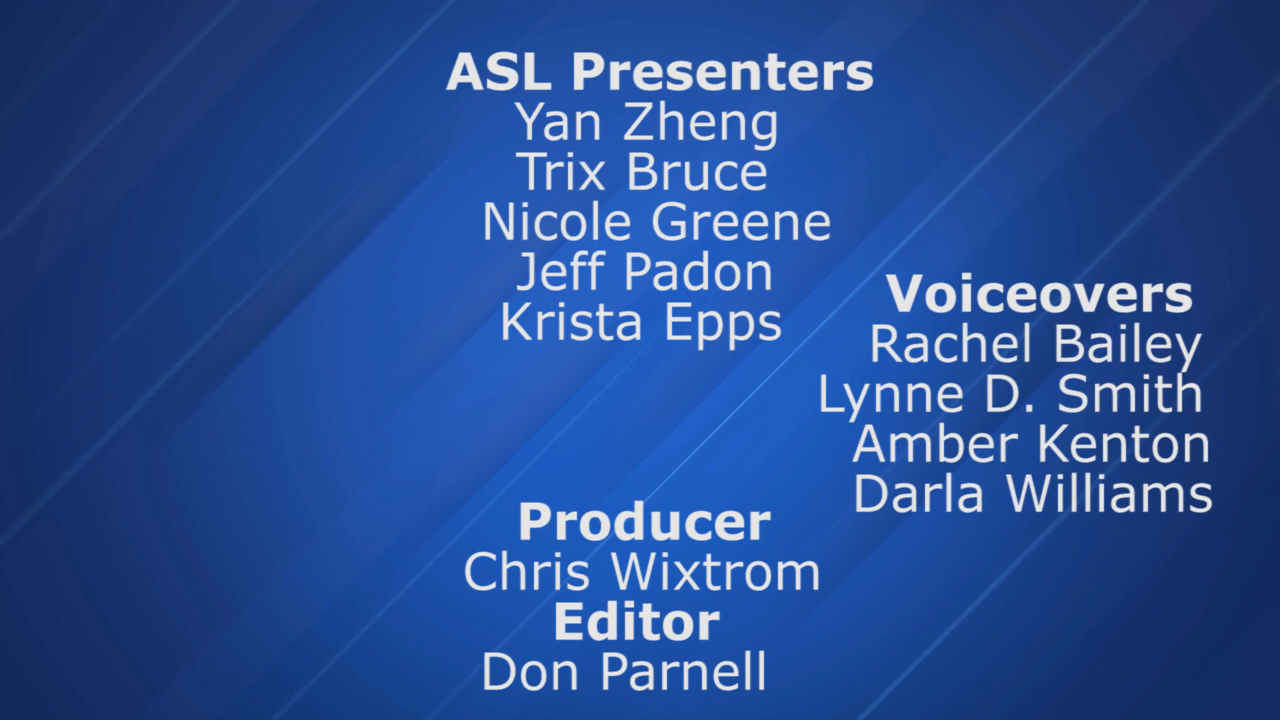 ASL Presenters
Yan Zheng
Trix Bruce
Nicole Greene
Jeff Padon
Krista Epps
Voiceovers
Rachel Bailey
Lynne D. Smith
Amber Kenton
Darla Williams
Producer
Chris Wixtrom
Editor
Don Parnell